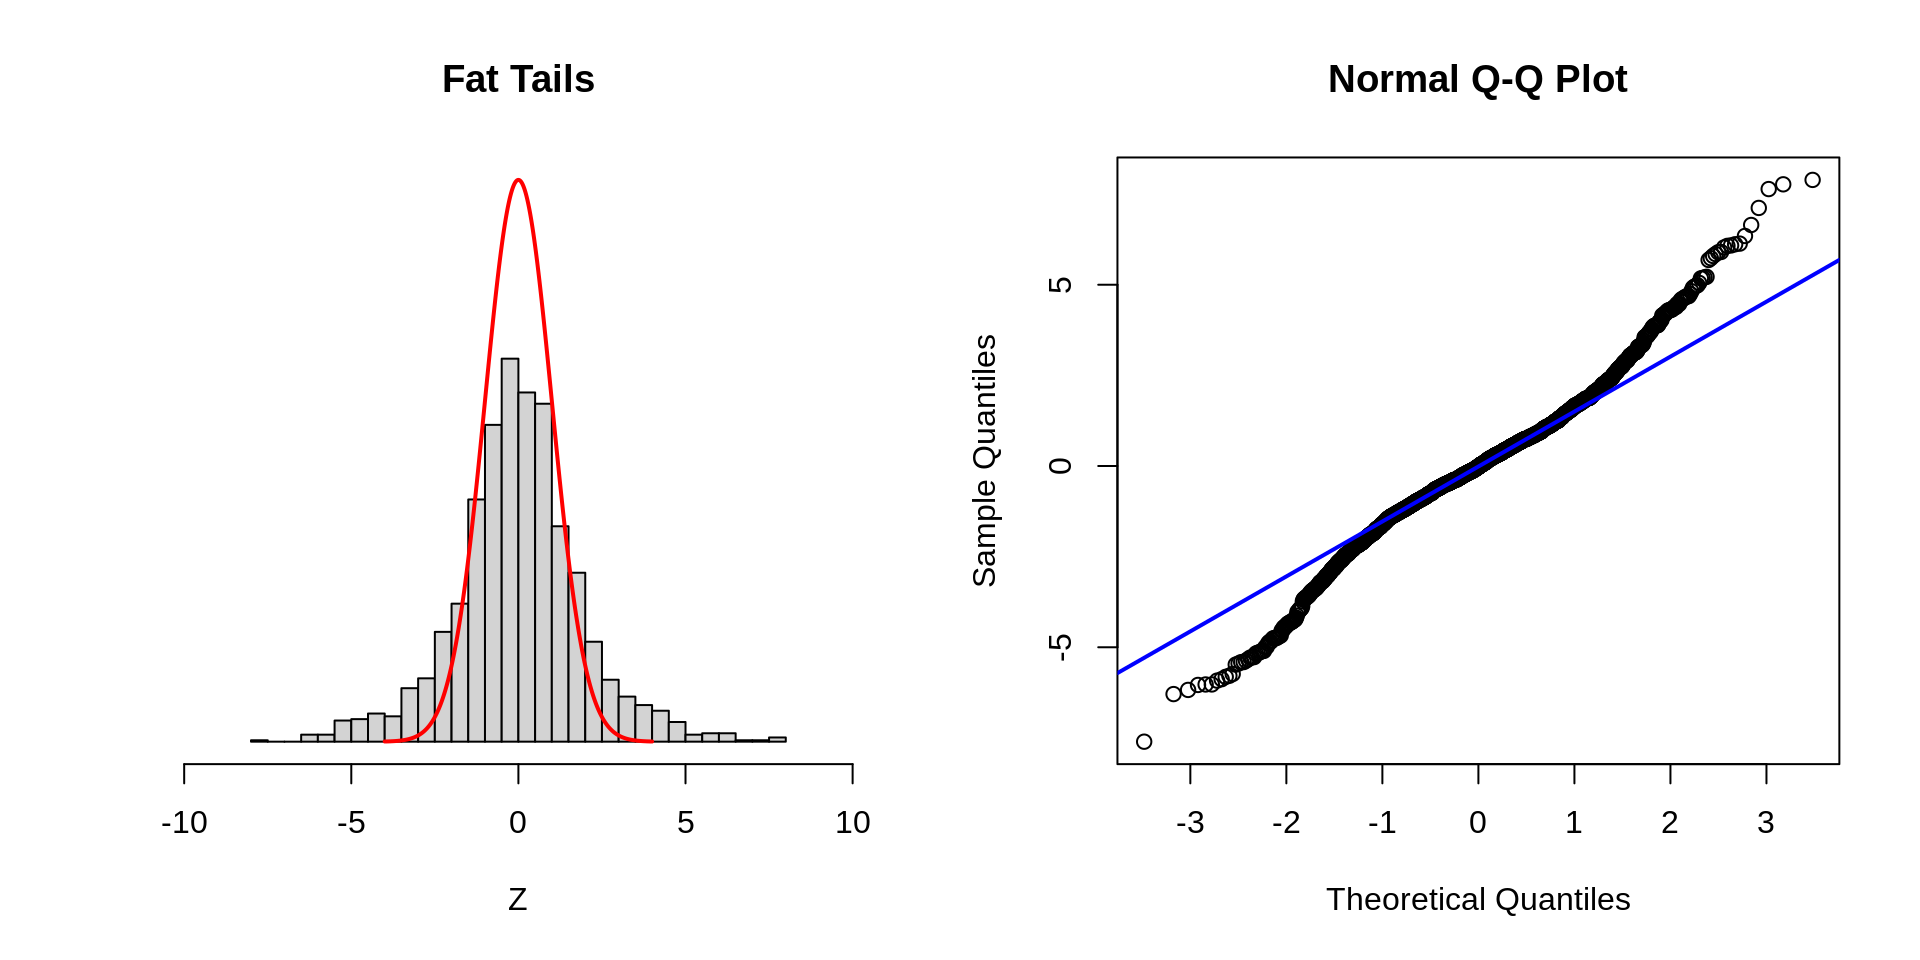 Fat Tails
-10 -5 0 5 10
Z
Normal Q-Q Plot
Sample Quantiles
5
0
-5
-3 -2 -1 0 1 2 3
Theoretical Quantiles